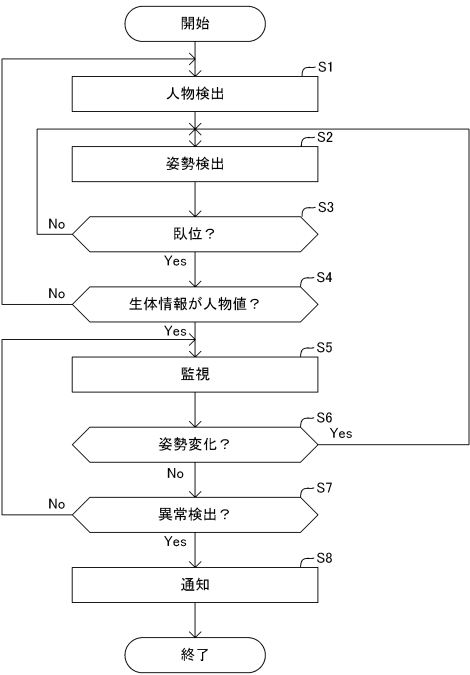 開始
S1
人物検出
S2
姿勢検出
S3
No
臥位？
Yes
S4
No
生体情報が人物値？
Yes
S5
監視
S6
姿勢変化？
Yes
No
S7
No
異常検出？
Yes
S8
通知
終了